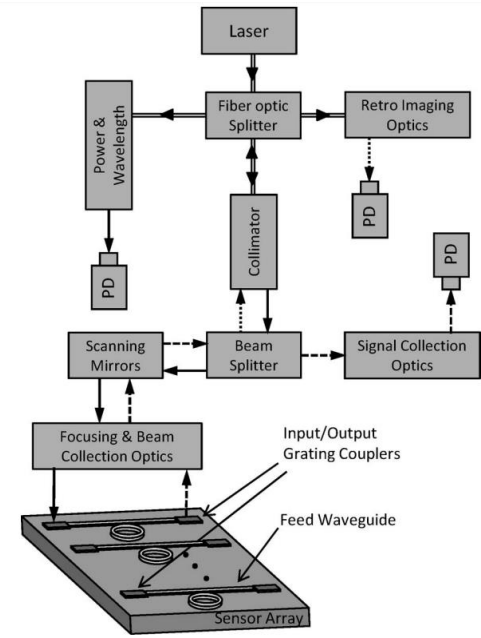 Laser
Fiber optic
Splitter
Power &
Wavelength
Retro Imaging
Optics
PD
Collimator
PD
PD
Scanning
Mirrors
Beam
Splitter
Signal Collection
Optics
Focusing & Beam
Collection Optics
Input/Output
Grating Couplers
Feed Waveguide
Sensor Array